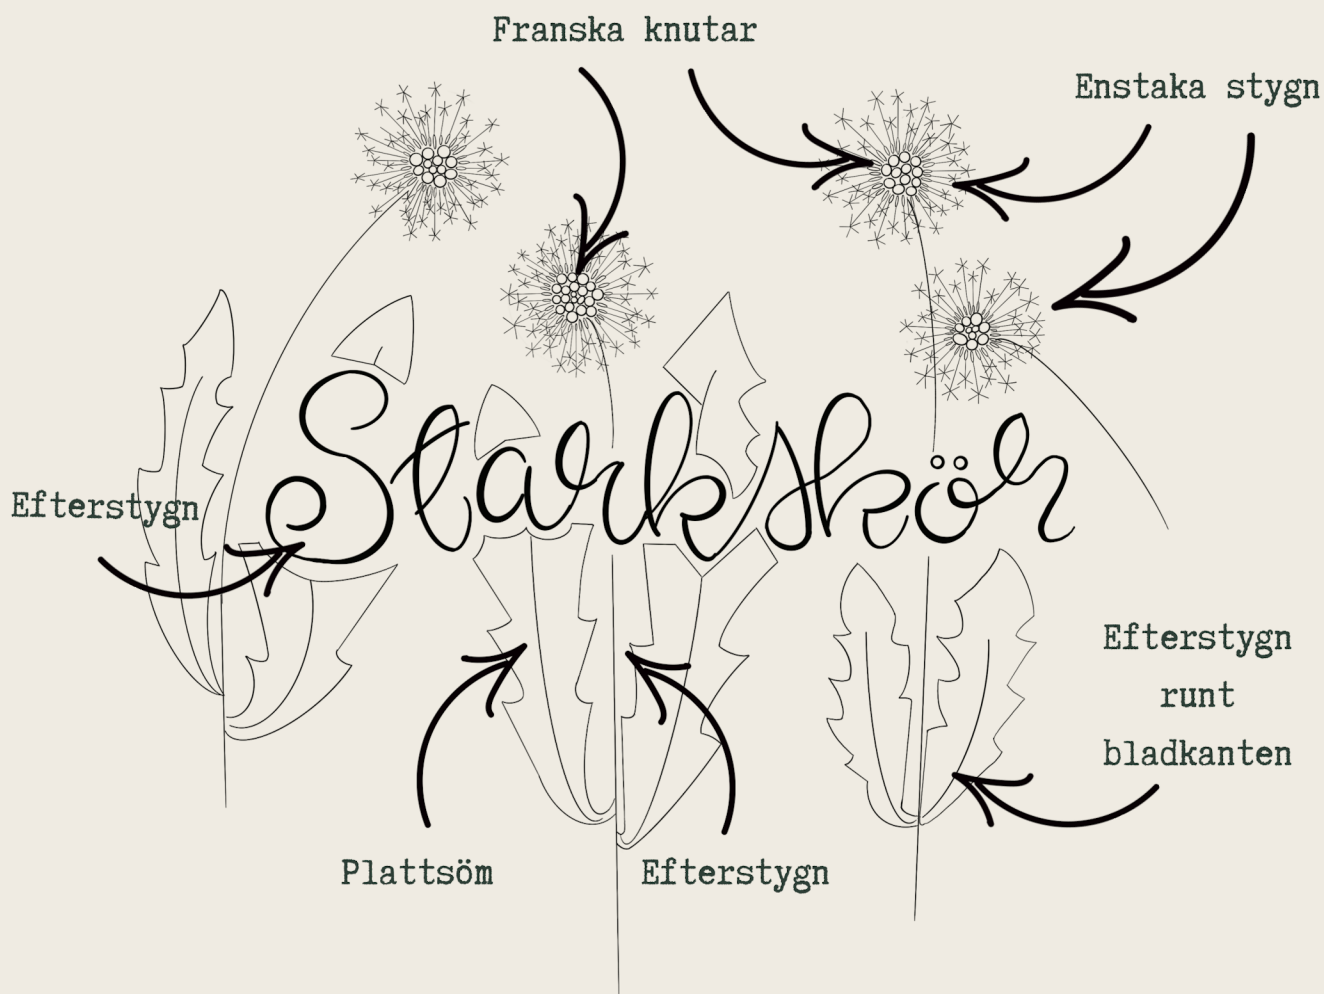 Franska knutar
Enstaka stygn
Starkskör
Efterstygn
Efterstygn
runt
bladkanten
Plattsöm
Efterstygn